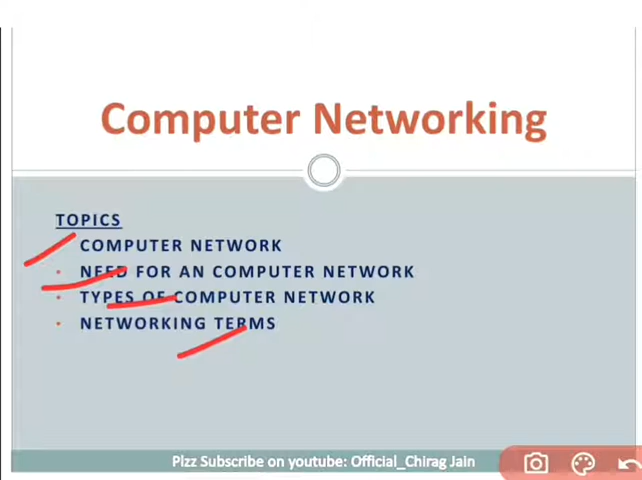 Computer Networking
TOPICS
COMPUTER NETWORK
• NEED FOR AN COMPUTER NETWORK
• TYPES OF COMPUTER NETWORK
• NETWORKING TERMS
Plzz Subscribe on youtube: Official_Chirag Jain